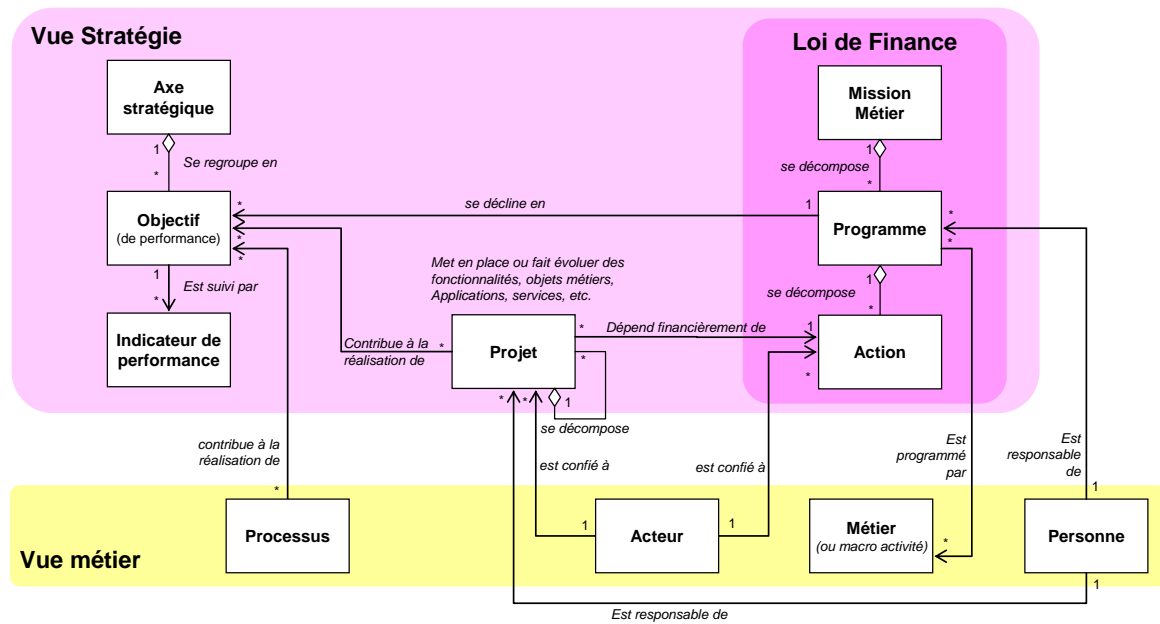 Vue Stratégie
Loi de Finance
Axe
stratégique
Mission
Métier
1
Se regroupe en
*
1
se décompose
*
Objectif
(de performance)
*
*
*
se décline en
1
Programme
*
*
1
Est suivi par
*
Met en place ou fait évoluer des
fonctionnalités, objets métiers,
Applications, services, etc.
1
se décompose
*
Indicateur de
performance
Contribue à la
réalisation de
*
Projet
*
*
Dépend financièrement de
1
*
Action
*
*
1
se décompose
contribue à la
réalisation de
*
est confié à
est confié à
Est
programmé
par
Est
responsable
de
1
Vue métier
Processus
1
Acteur
1
Métier
(ou macro activité)
*
Personne
1
Est responsable de